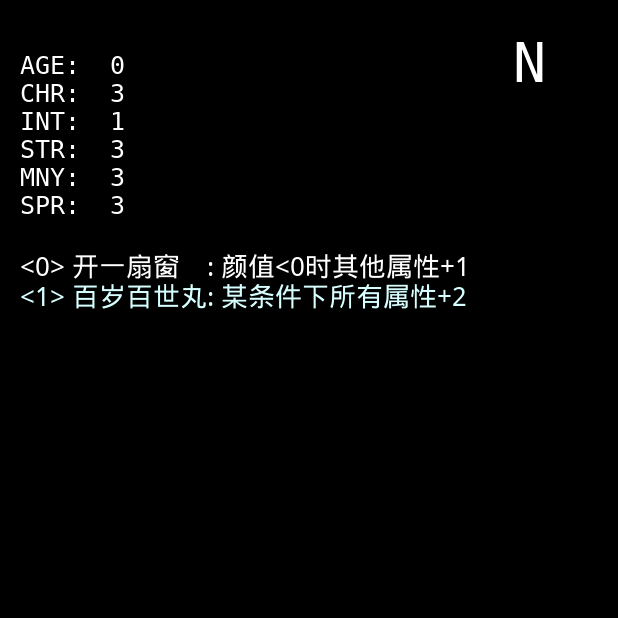 N
AGE: 0
CHR: 3
INT: 1
STR: 3
MNY: 3
SPR: 3
<0> 开一扇窗 : 颜值<0时其他属性+1
<1> 百岁百世丸: 某条件下所有属性+2